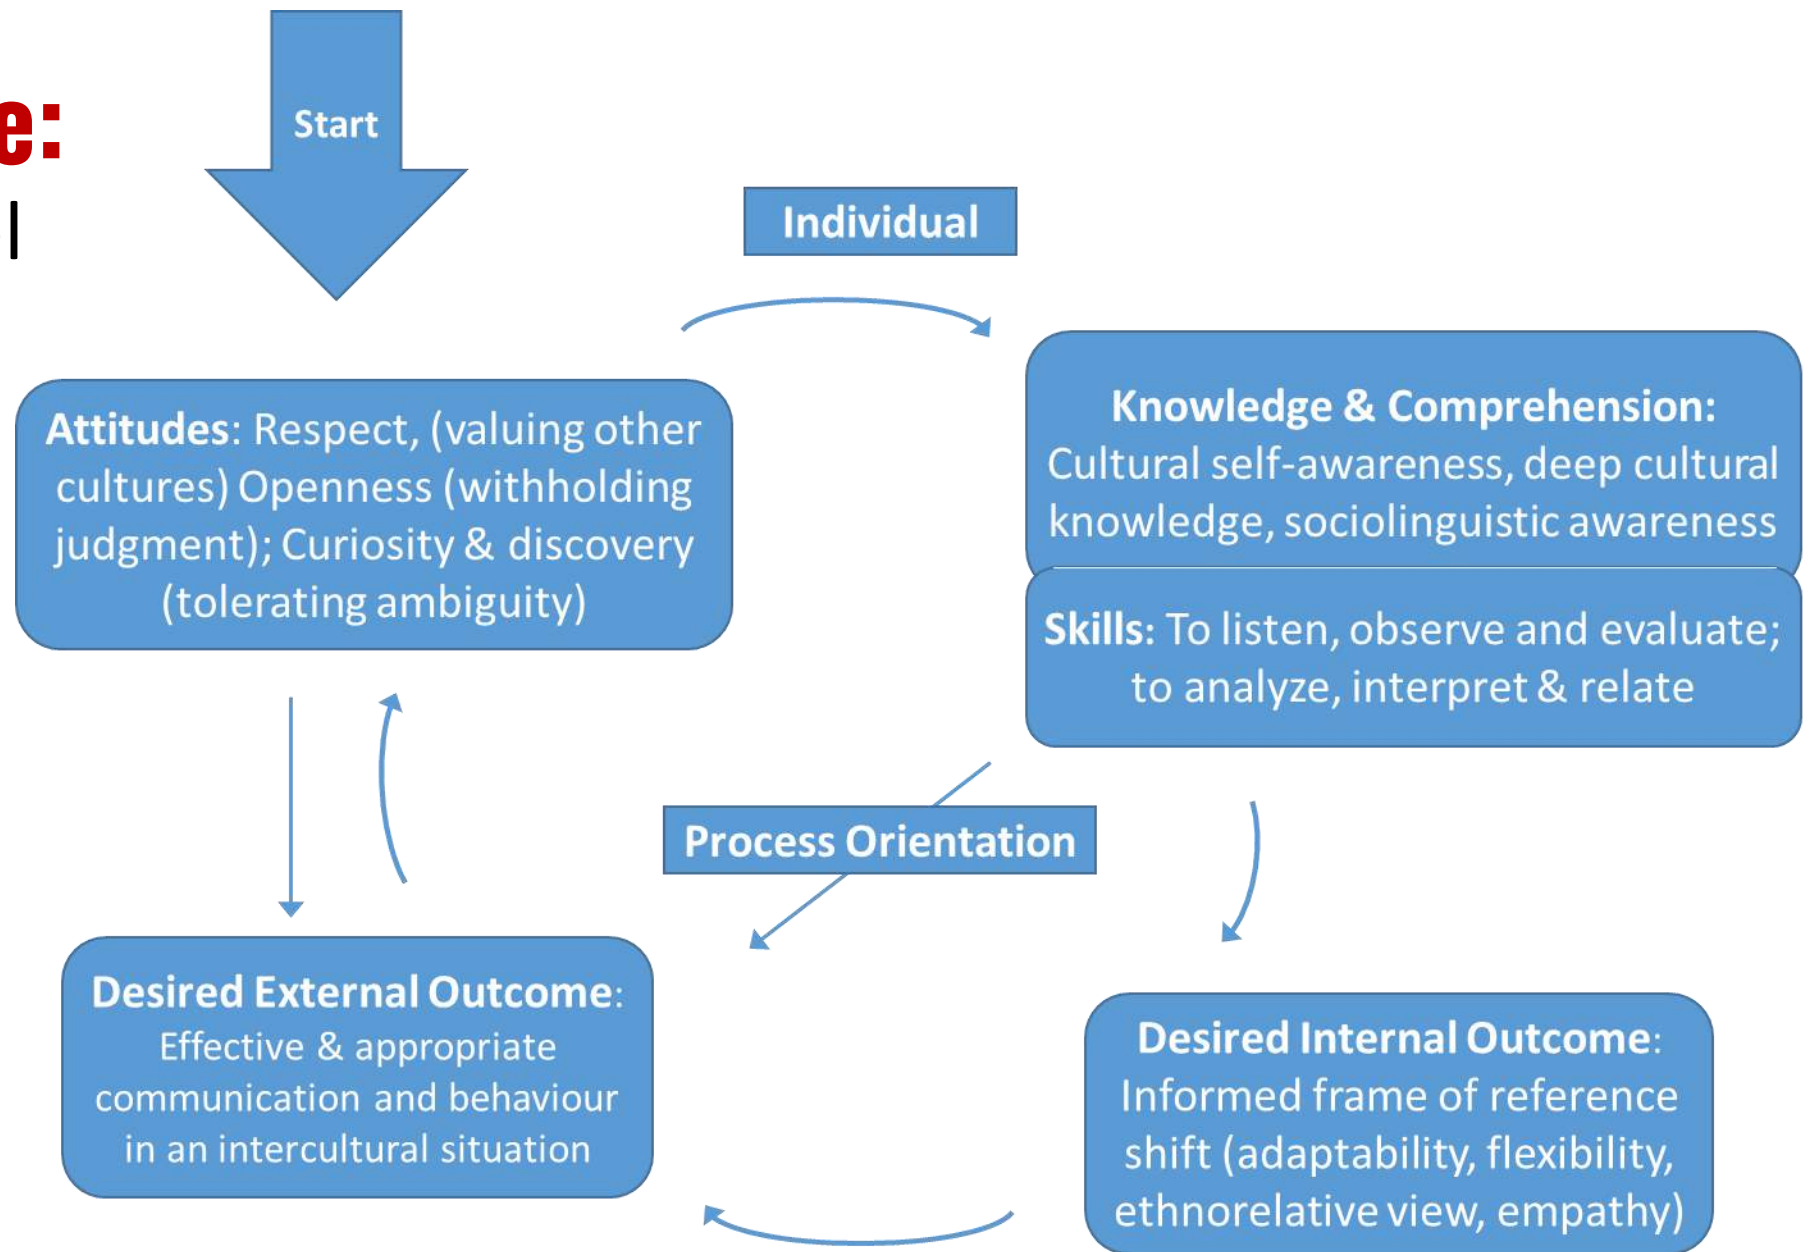 e:
l
Start
Individual
Attitudes: Respect, (valuing other
cultures) Openness (withholding
judgment); Curiosity & discovery
(tolerating ambiguity)
Knowledge & Comprehension:
Cultural self-awareness, deep cultural
knowledge, sociolinguistic awareness
Skills: To listen, observe and evaluate;
to analyze, interpret & relate
Process Orientation
Desired External Outcome:
Effective & appropriate
communication and behaviour
in an intercultural situation
Desired Internal Outcome:
Informed frame of reference
shift (adaptability, flexibility,
ethnorelative view, empathy)